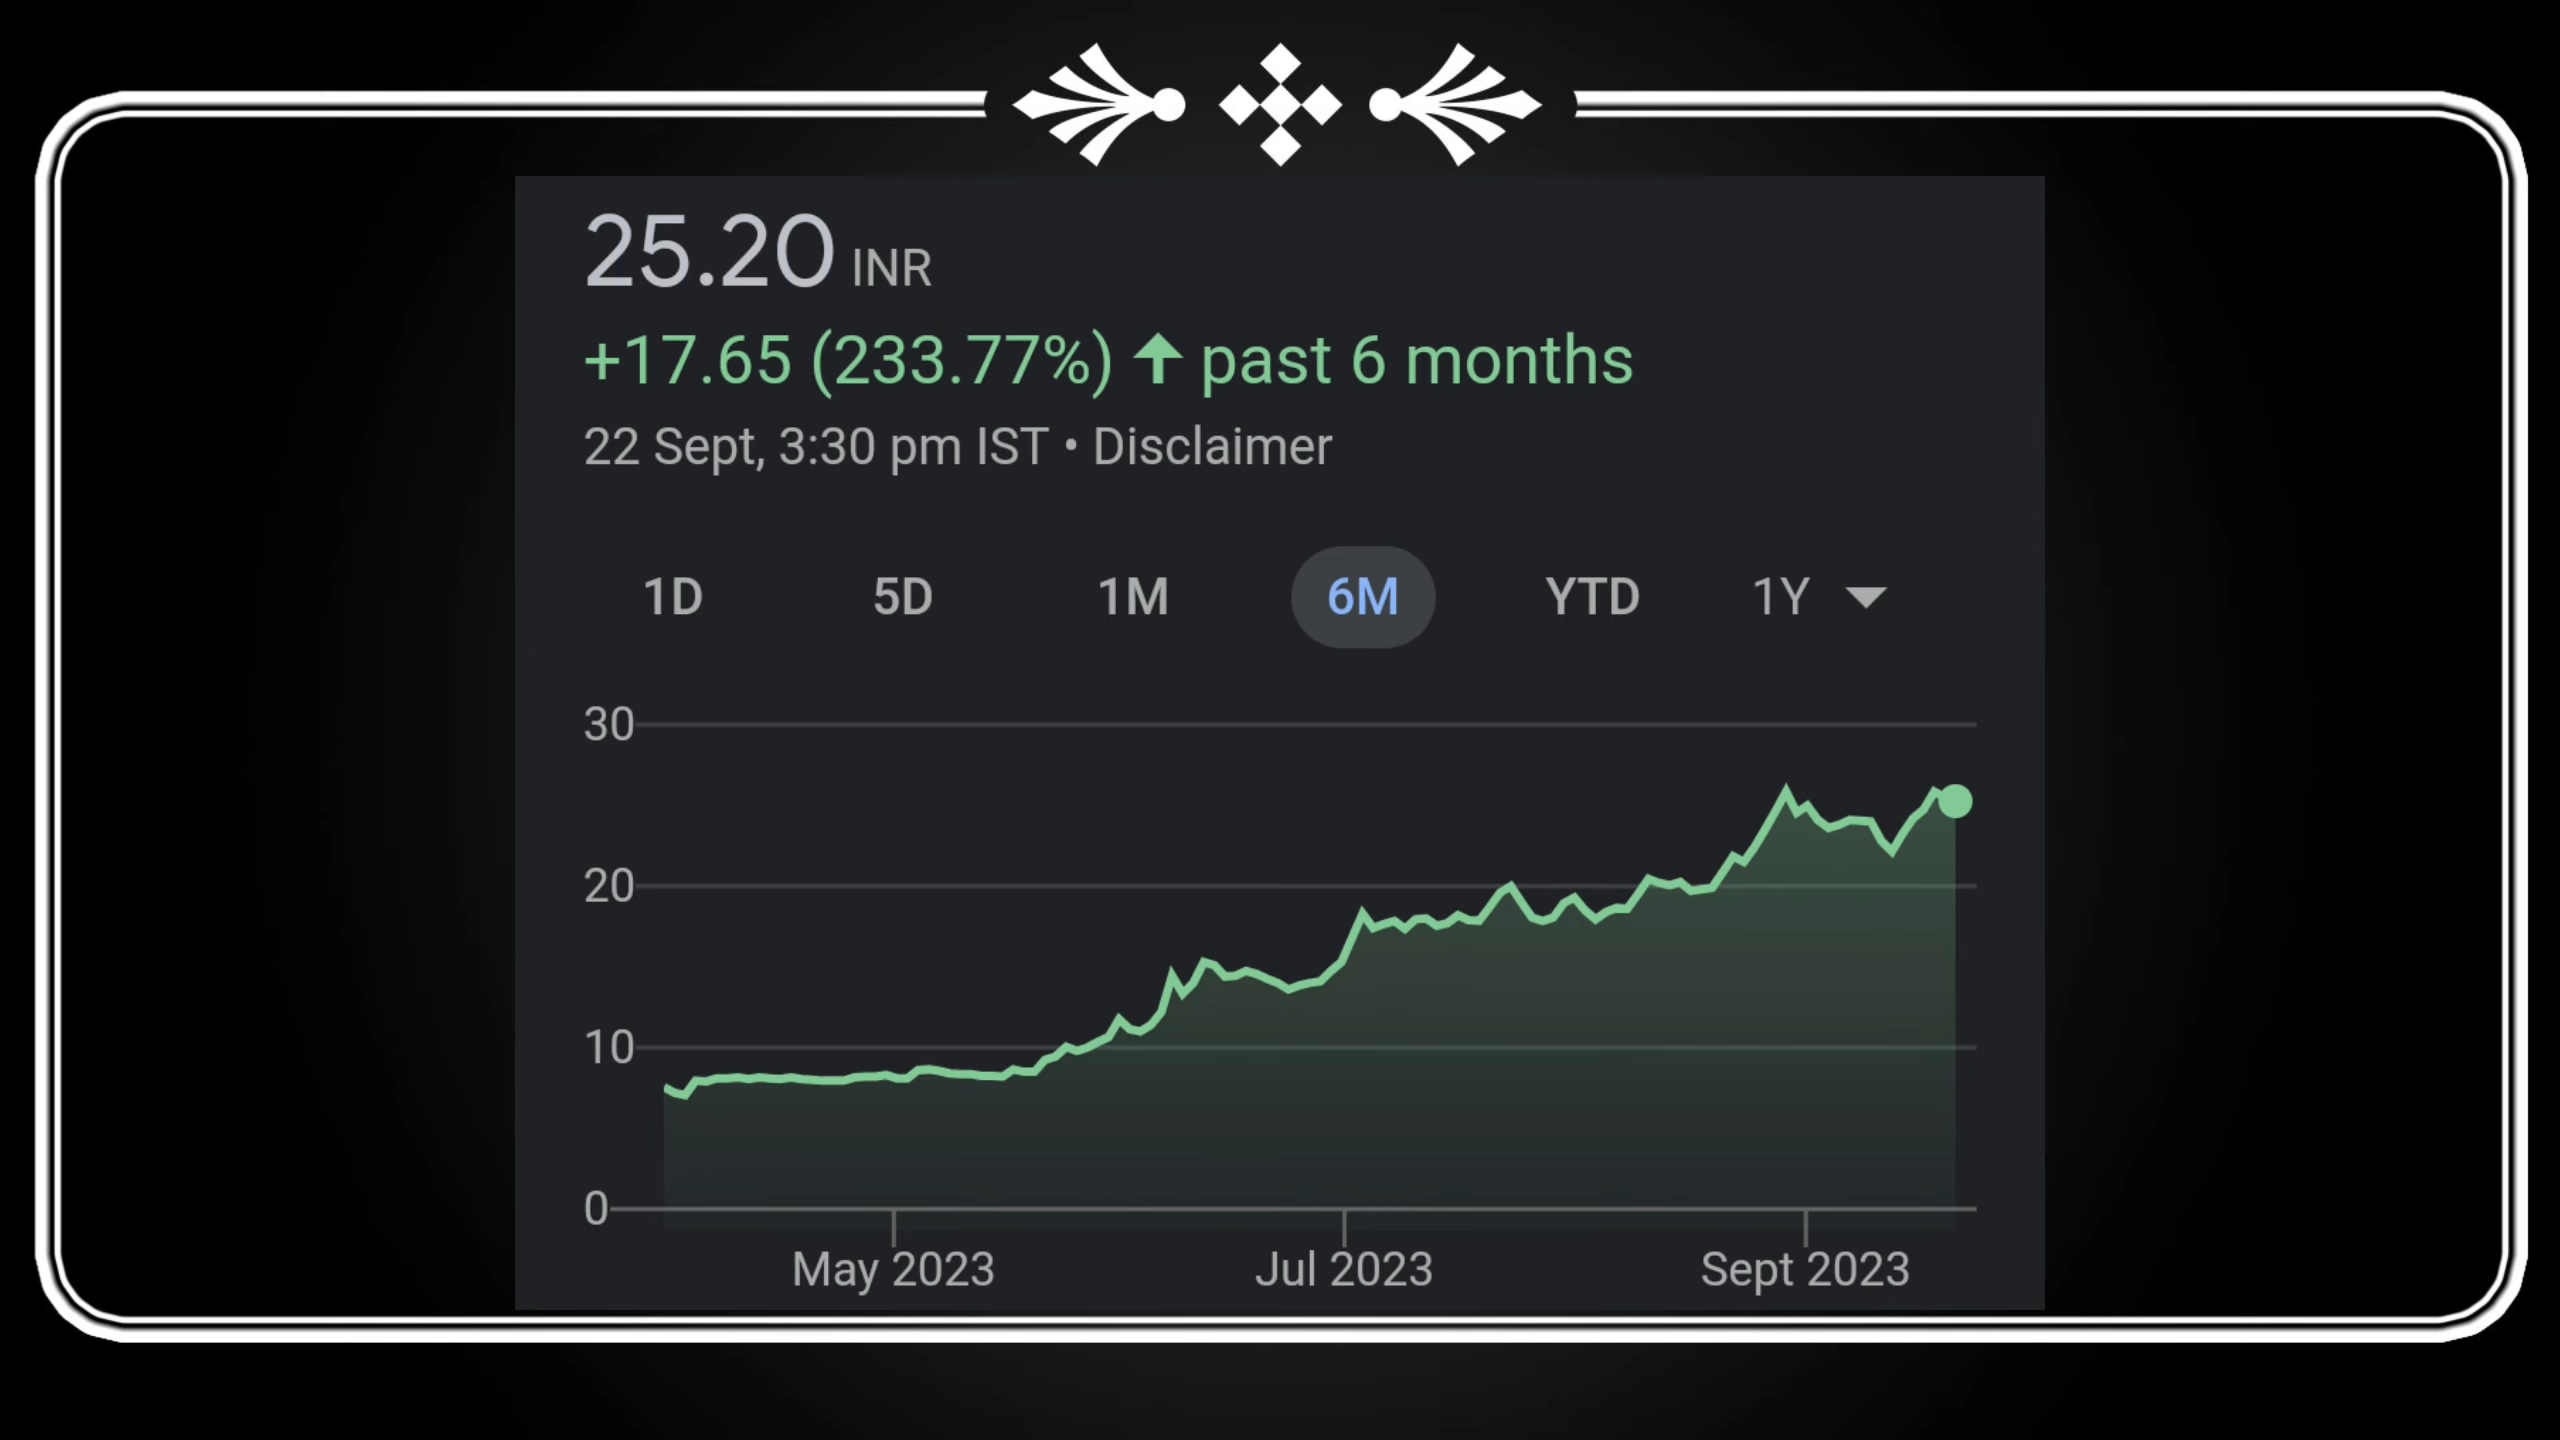 25.20 INR
+17.65 (233.77%) ↑ past 6 months
22 Sept, 3:30 pm IST • Disclaimer
1D 5D 1M 6M YTD 1Y
30
20
10
0
May 2023 Jul 2023 Sept 2023